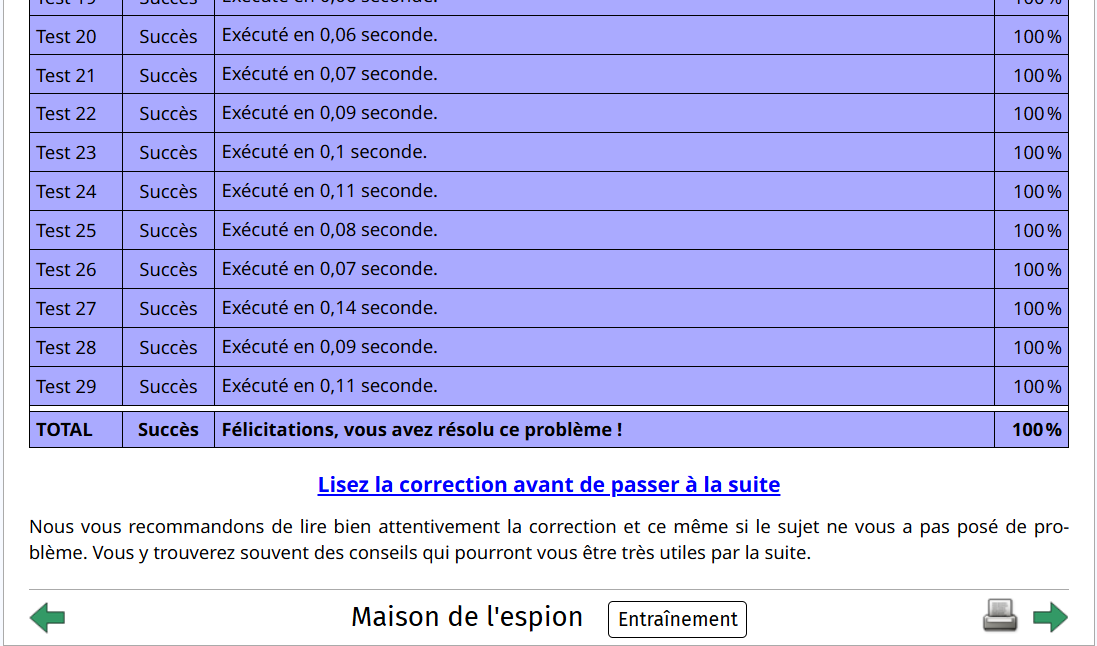 Test 19 Succès Exécuté en 0,06 seconde. 100 %
Test 20 Succès Exécuté en 0,06 seconde. 100 %
Test 21 Succès Exécuté en 0,07 seconde. 100 %
Test 22 Succès Exécuté en 0,09 seconde. 100 %
Test 23 Succès Exécuté en 0,1 seconde. 100 %
Test 24 Succès Exécuté en 0,11 seconde. 100 %
Test 25 Succès Exécuté en 0,08 seconde. 100 %
Test 26 Succès Exécuté en 0,07 seconde. 100 %
Test 27 Succès Exécuté en 0,14 seconde. 100 %
Test 28 Succès Exécuté en 0,09 seconde. 100 %
Test 29 Succès Exécuté en 0,11 seconde. 100 %
TOTAL Succès Félicitations, vous avez résolu ce problème ! 100 %
Lisez la correction avant de passer à la suite
Nous vous recommandons de lire bien attentivement la correction et ce même si le sujet ne vous a pas posé de pro-
blème. Vous y trouverez souvent des conseils qui pourront vous être très utiles par la suite.
Maison de l'espion Entraînement